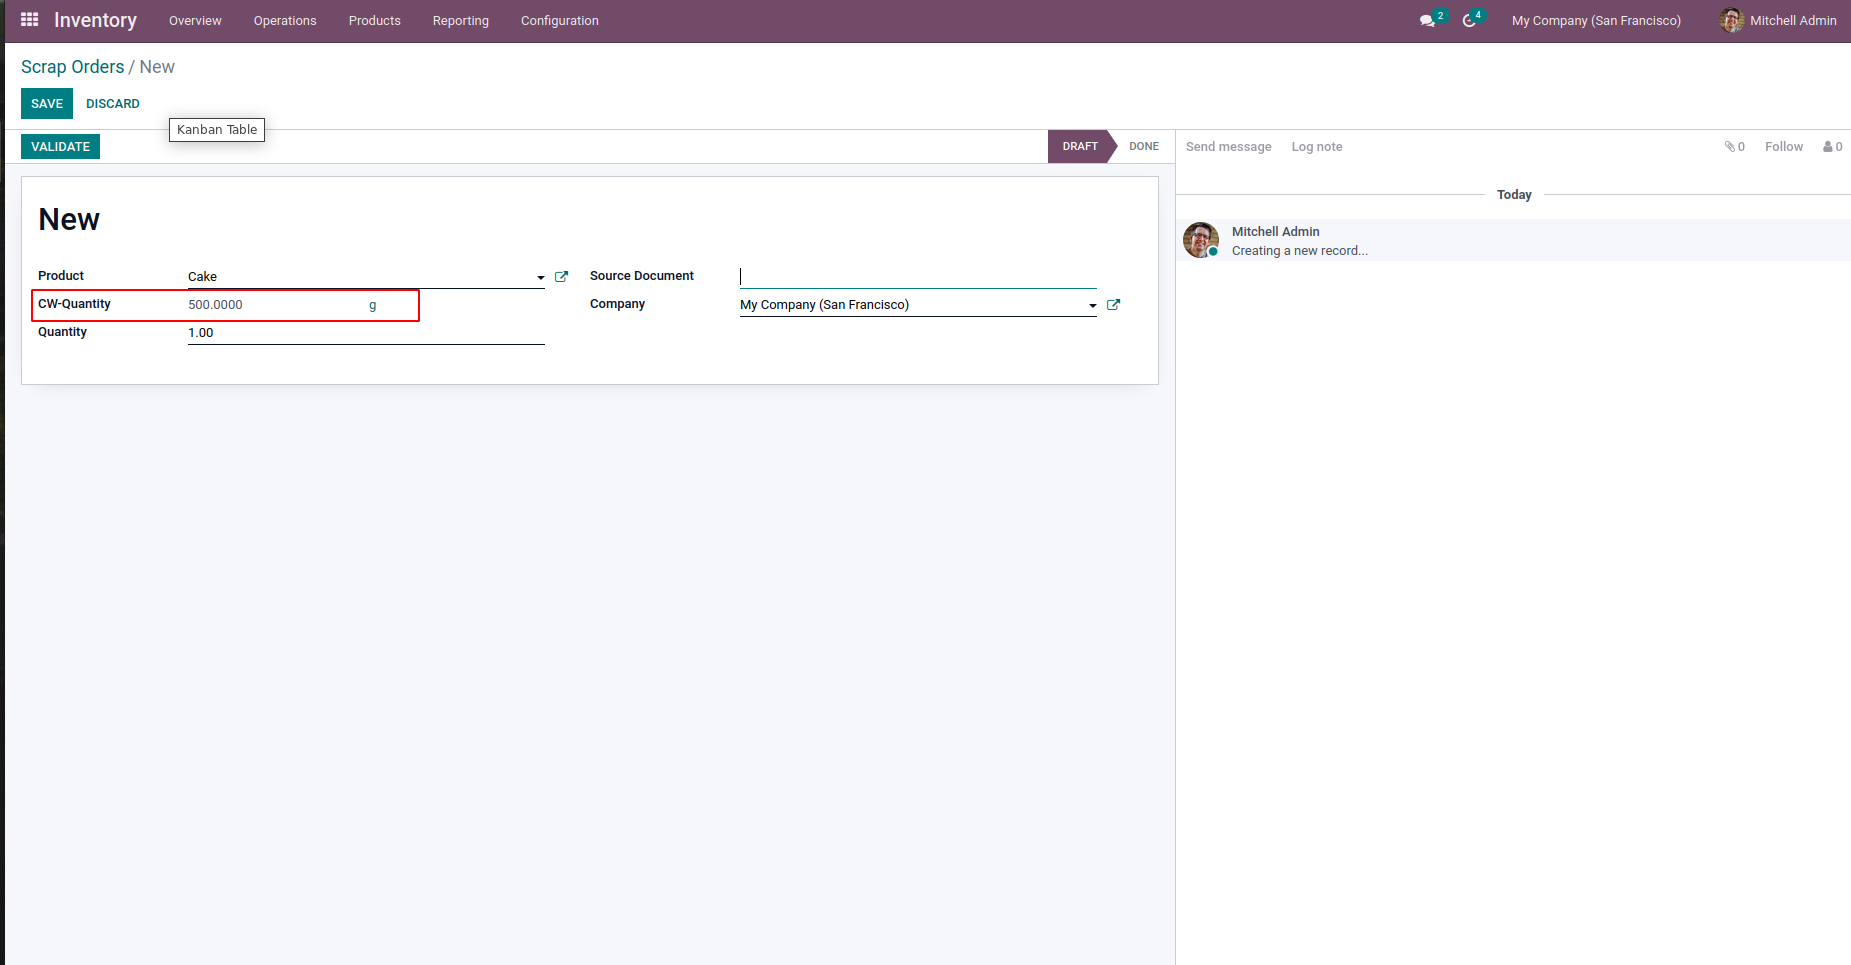 Inventory Overview Operations Products Reporting Configuration 2 4 My Company (San Francisco) Mitchell Admin
Scrap Orders / New
SAVE DISCARD
Kanban Table
VALIDATE DRAFT DONE Send message Log note 0 Follow 0
Today
New
Mitchell Admin
Creating a new record...
Product Cake Source Document
CW-Quantity 500.0000 g Company My Company (San Francisco)
Quantity 1.00